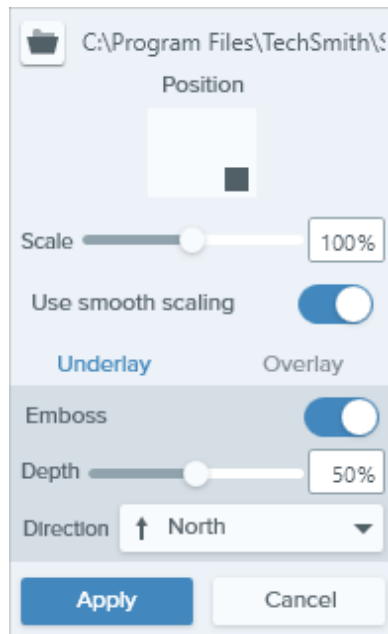 C:\Program Files\TechSmith\S
Position
Scale 100%
Use smooth scaling
Underlay Overlay
Emboss
Depth 50%
Direction North
Apply Cancel